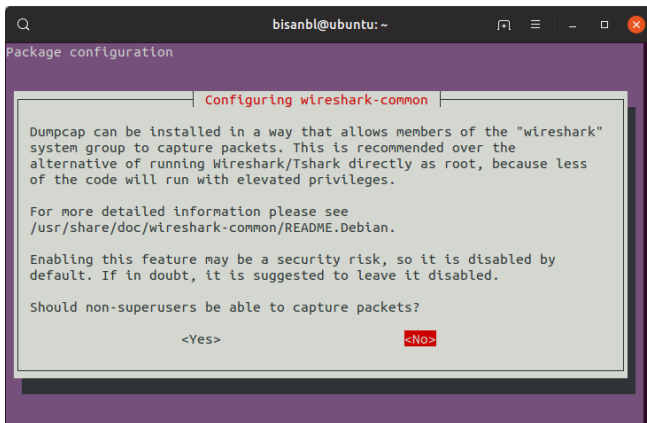 bisanbl@ubuntu: ~
Package configuration
Configuring wireshark-common
Dumpcap can be installed in a way that allows members of the "wireshark"
system group to capture packets. This is recommended over the
alternative of running Wireshark/Tshark directly as root, because less
of the code will run with elevated privileges.
For more detailed information please see
/usr/share/doc/wireshark-common/README.Debian.
Enabling this feature may be a security risk, so it is disabled by
default. If in doubt, it is suggested to leave it disabled.
Should non-superusers be able to capture packets?
<Yes> <No>